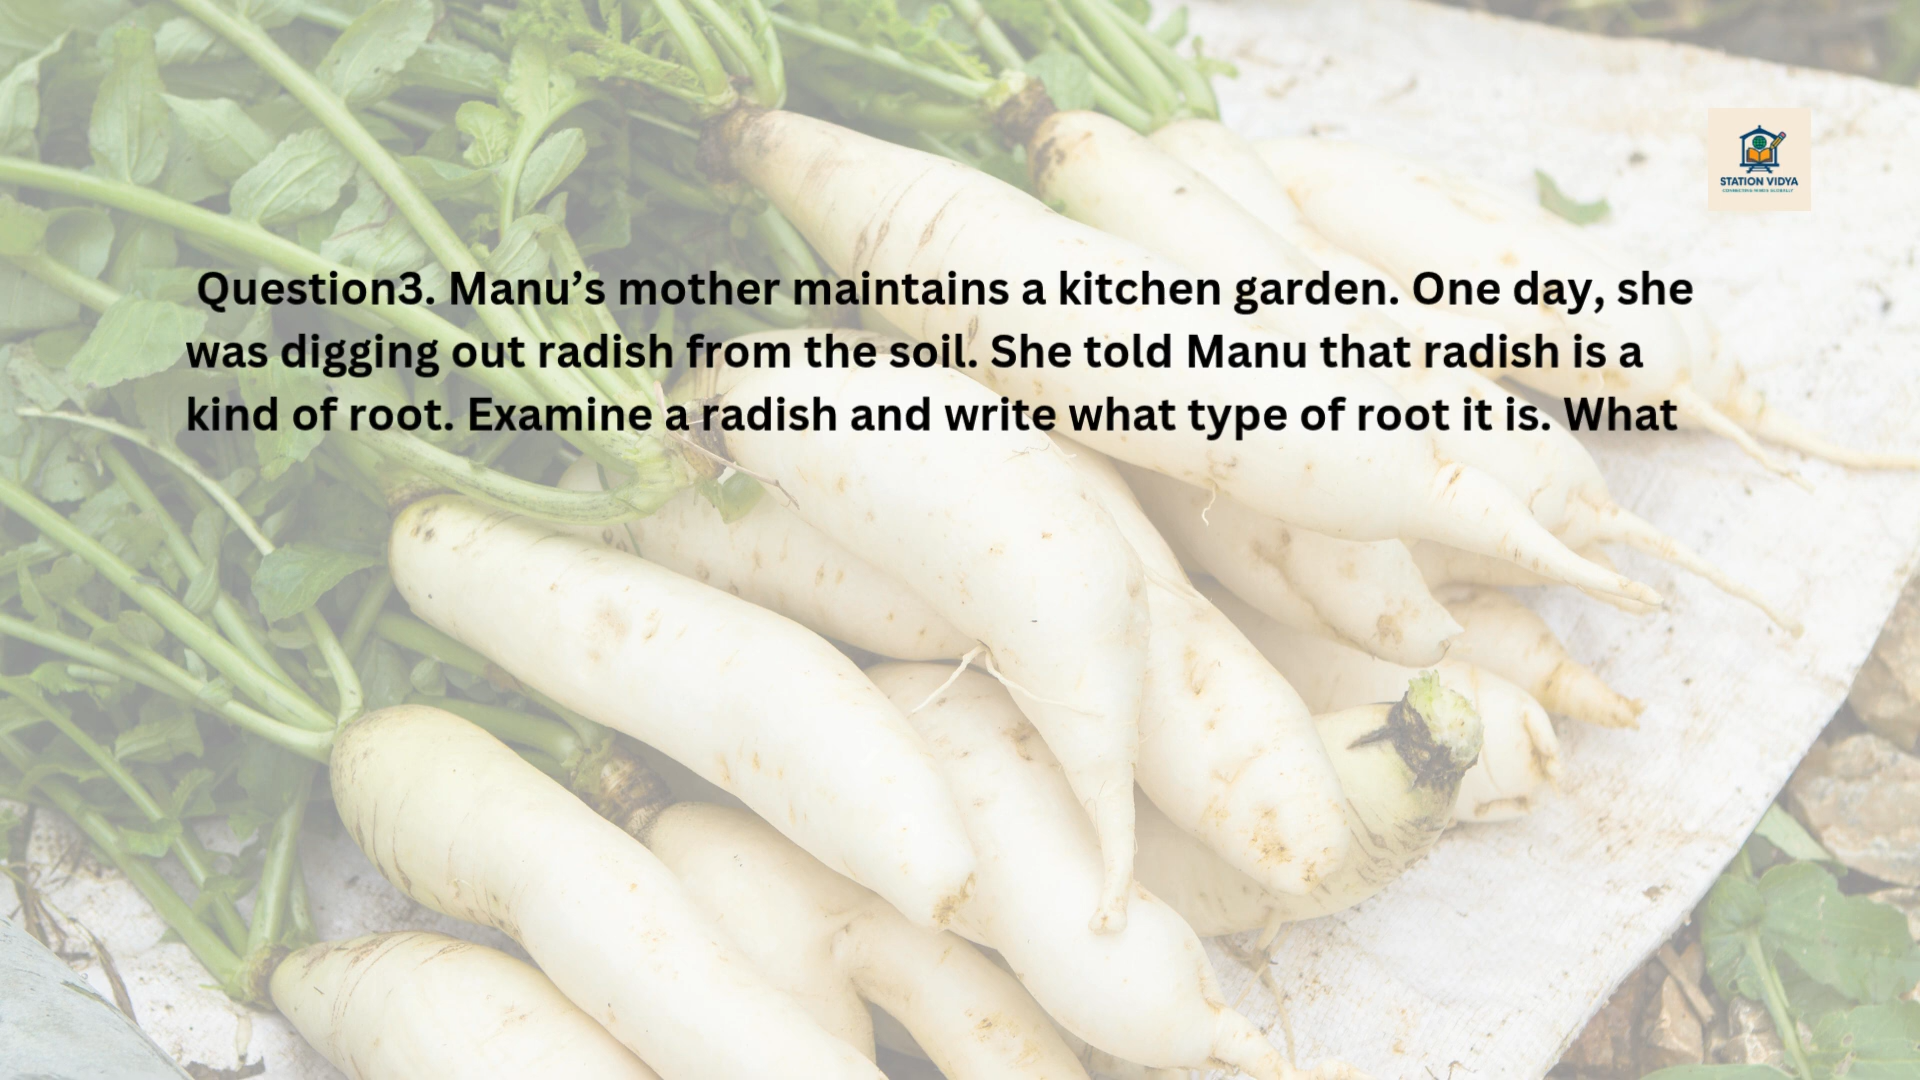 STATION VIDYA
Question3. Manu’s mother maintains a kitchen garden. One day, she
was digging out radish from the soil. She told Manu that radish is a
kind of root. Examine a radish and write what type of root it is. What